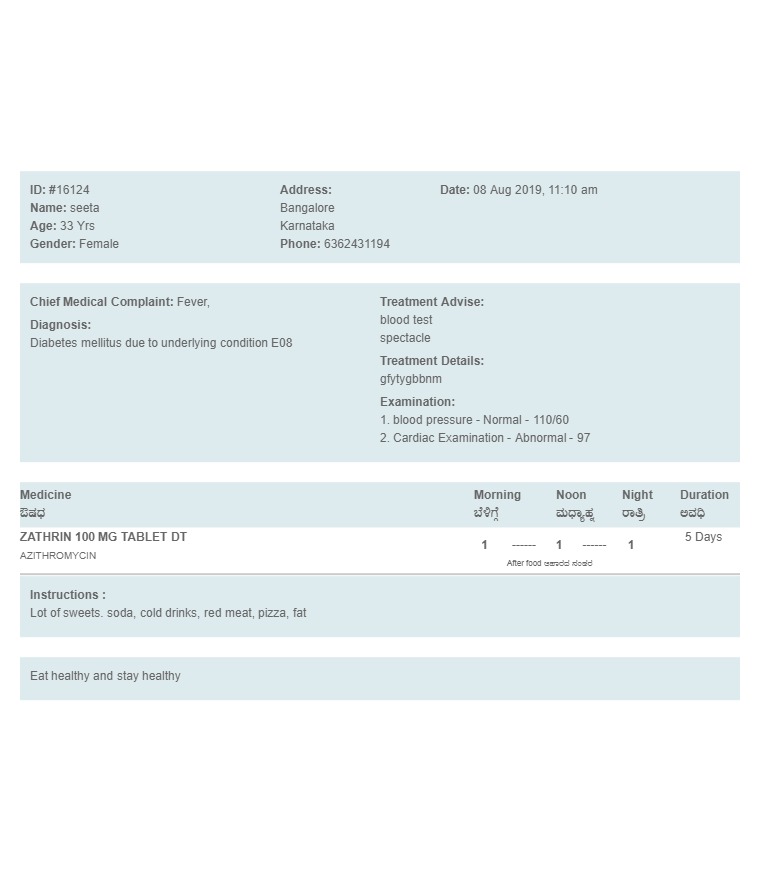 ID: #16124
Name: seeta
Age: 33 Yrs
Gender: Female
Address:
Bangalore
Karnataka
Phone: 6362431194
Date: 08 Aug 2019, 11:10 am
Chief Medical Complaint: Fever,
Diagnosis:
Diabetes mellitus due to underlying condition E08
Treatment Advise:
blood test
spectacle
Treatment Details:
gfytygbbnm
Examination:
1. blood pressure - Normal - 110/60
2. Cardiac Examination - Abnormal - 97
Medicine Morning Noon Night Duration
ಔಷಧ ಬೆಳಿಗ್ಗೆ ಮಧ್ಯಾಹ್ನ ರಾತ್ರಿ ಅವಧಿ
ZATHRIN 100 MG TABLET DT 5 Days
1 ------ 1 ------ 1
AZITHROMYCIN
After food ಆಹಾರದ ನಂತರ
Instructions :
Lot of sweets. soda, cold drinks, red meat, pizza, fat
Eat healthy and stay healthy